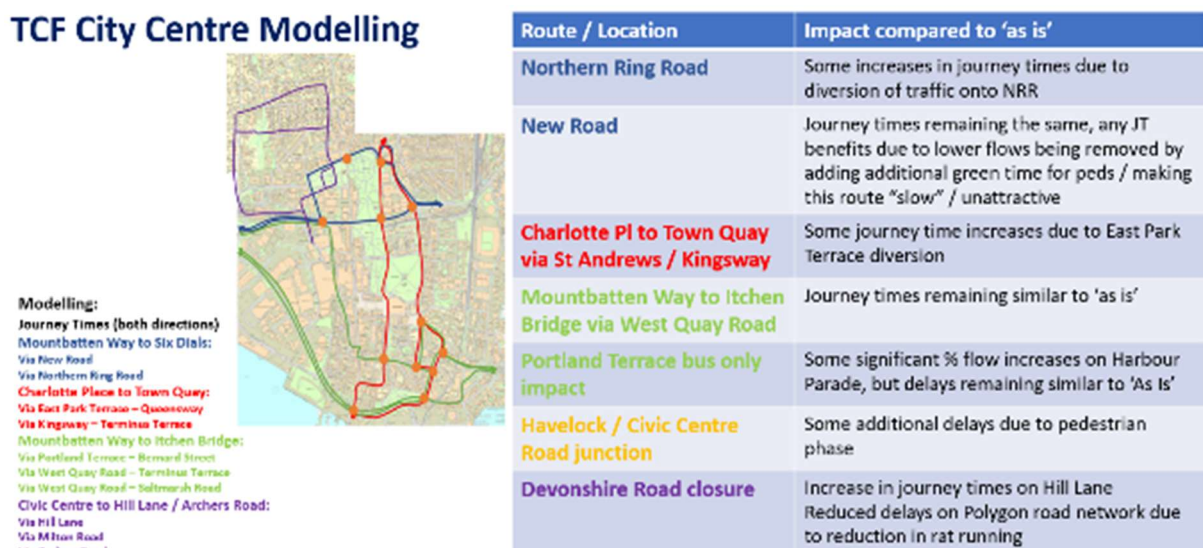 TCF City Centre Modelling
Modelling:
Journey Times (both directions)
Mountbatten Way to Six Dials:
Via New Road
Via Northern Ring Road
Charlotte Place to Town Quay:
Via East Park Terrace – Queensway
Via Kingsway – Terminus Terrace
Mountbatten Way to Itchen Bridge:
Via Portland Terrace – Bernard Street
Via West Quay Road – Terminus Terrace
Via West Quay Road – Saltmarsh Road
Civic Centre to Hill Lane / Archers Road:
Via Hill Lane
Via Milton Road
Route / Location
Impact compared to ‘as is’
Northern Ring Road
Some increases in journey times due to
diversion of traffic onto NRR
New Road
Journey times remaining the same, any JT
benefits due to lower flows being removed by
adding additional green time for peds / making
this route “slow” / unattractive
Charlotte Pl to Town Quay
via St Andrews / Kingsway
Some journey time increases due to East Park
Terrace diversion
Mountbatten Way to Itchen
Bridge via West Quay Road
Journey times remaining similar to ‘as is’
Portland Terrace bus only
impact
Some significant % flow increases on Harbour
Parade, but delays remaining similar to ‘As Is’
Havelock / Civic Centre
Road junction
Some additional delays due to pedestrian
phase
Devonshire Road closure
Increase in journey times on Hill Lane
Reduced delays on Polygon road network due
to reduction in rat running